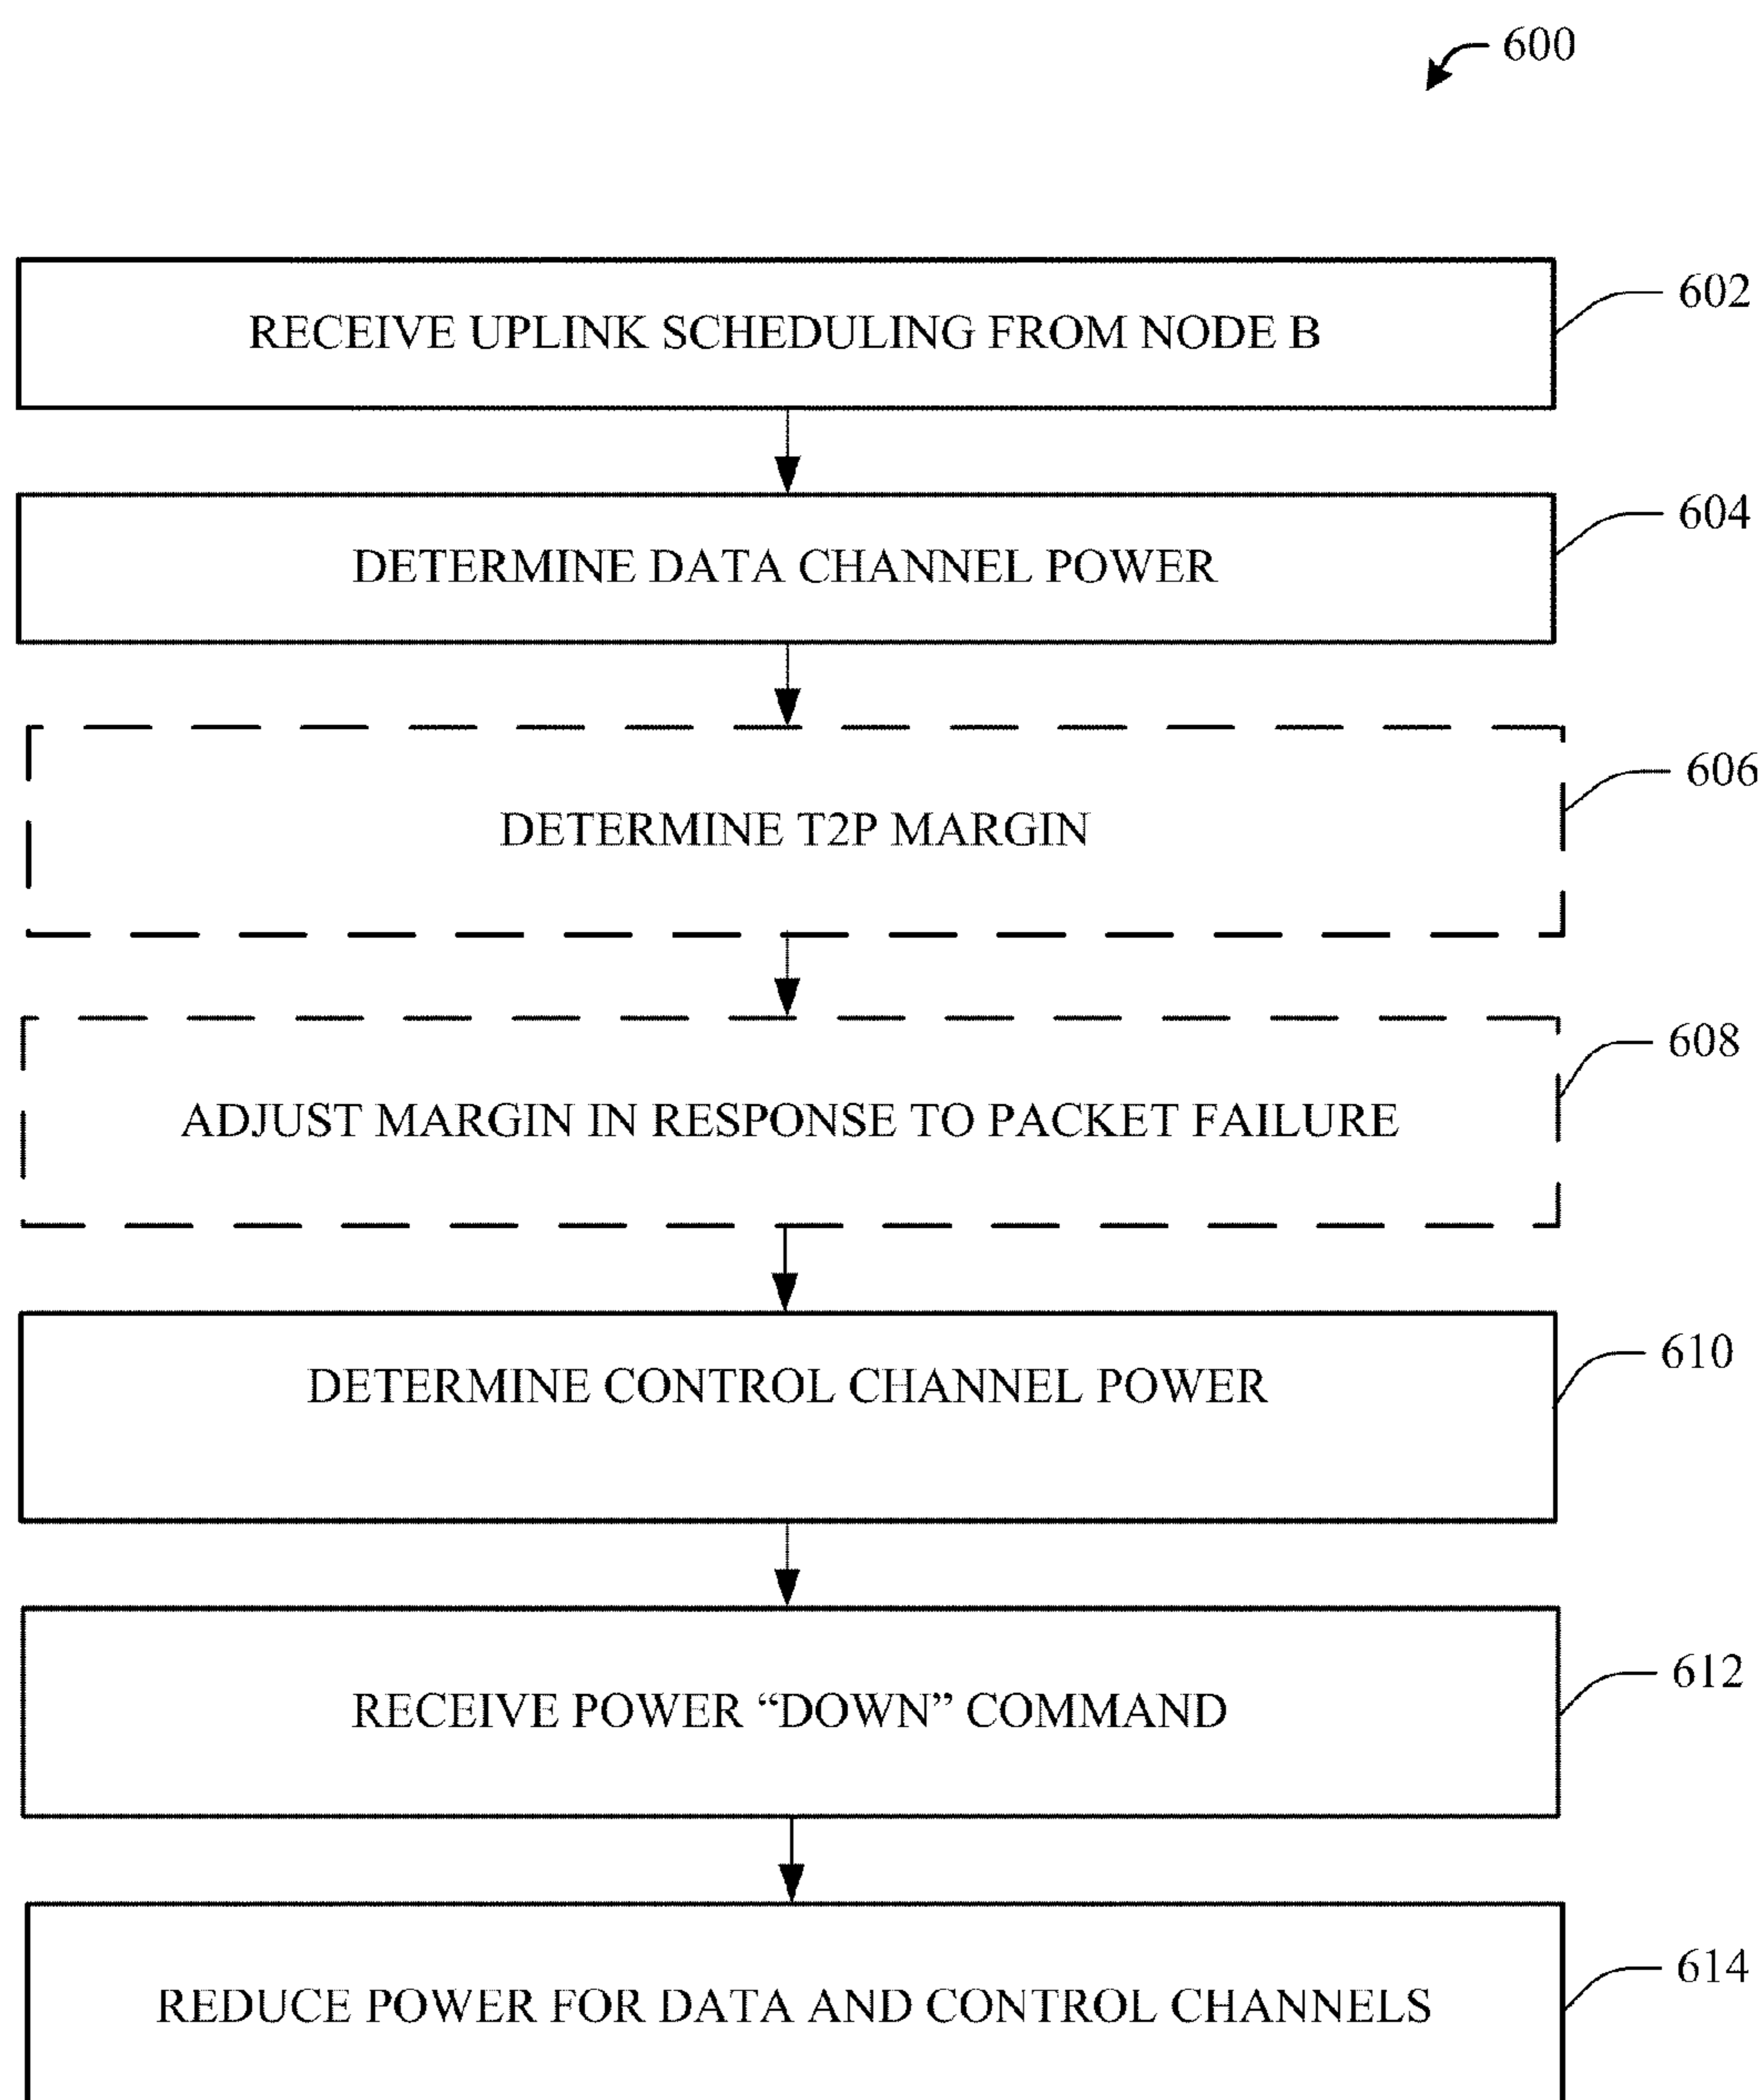 600
RECEIVE UPLINK SCHEDULING FROM NODE B
602
DETERMINE DATA CHANNEL POWER
604
DETERMINE T2P MARGIN
606
ADJUST MARGIN IN RESPONSE TO PACKET FAILURE
608
DETERMINE CONTROL CHANNEL POWER
610
RECEIVE POWER “DOWN” COMMAND
612
REDUCE POWER FOR DATA AND CONTROL CHANNELS
614